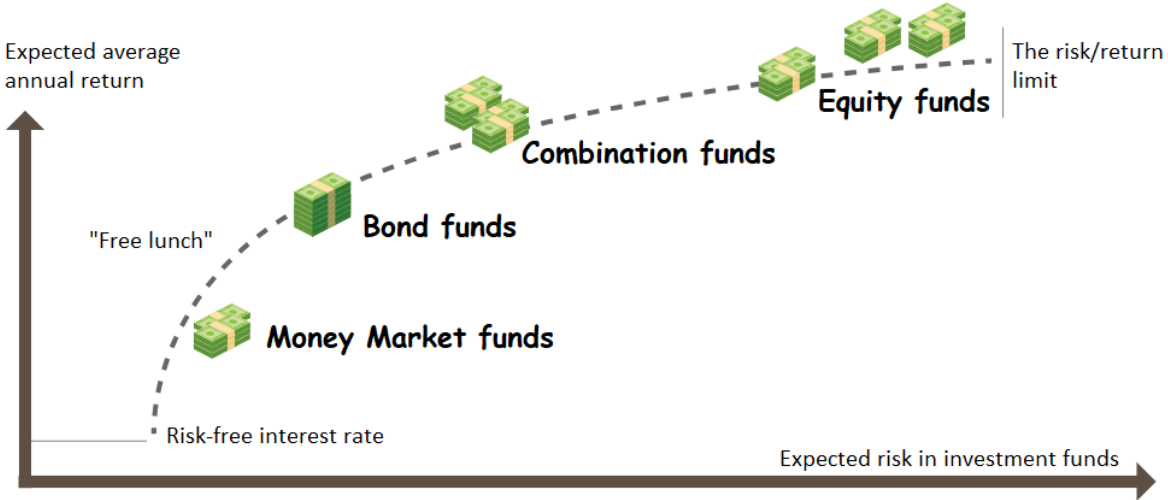 Expected average
annual return
The risk/return
limit
Equity funds
Combination funds
Bond funds
"Free lunch"
Money Market funds
Risk-free interest rate
Expected risk in investment funds